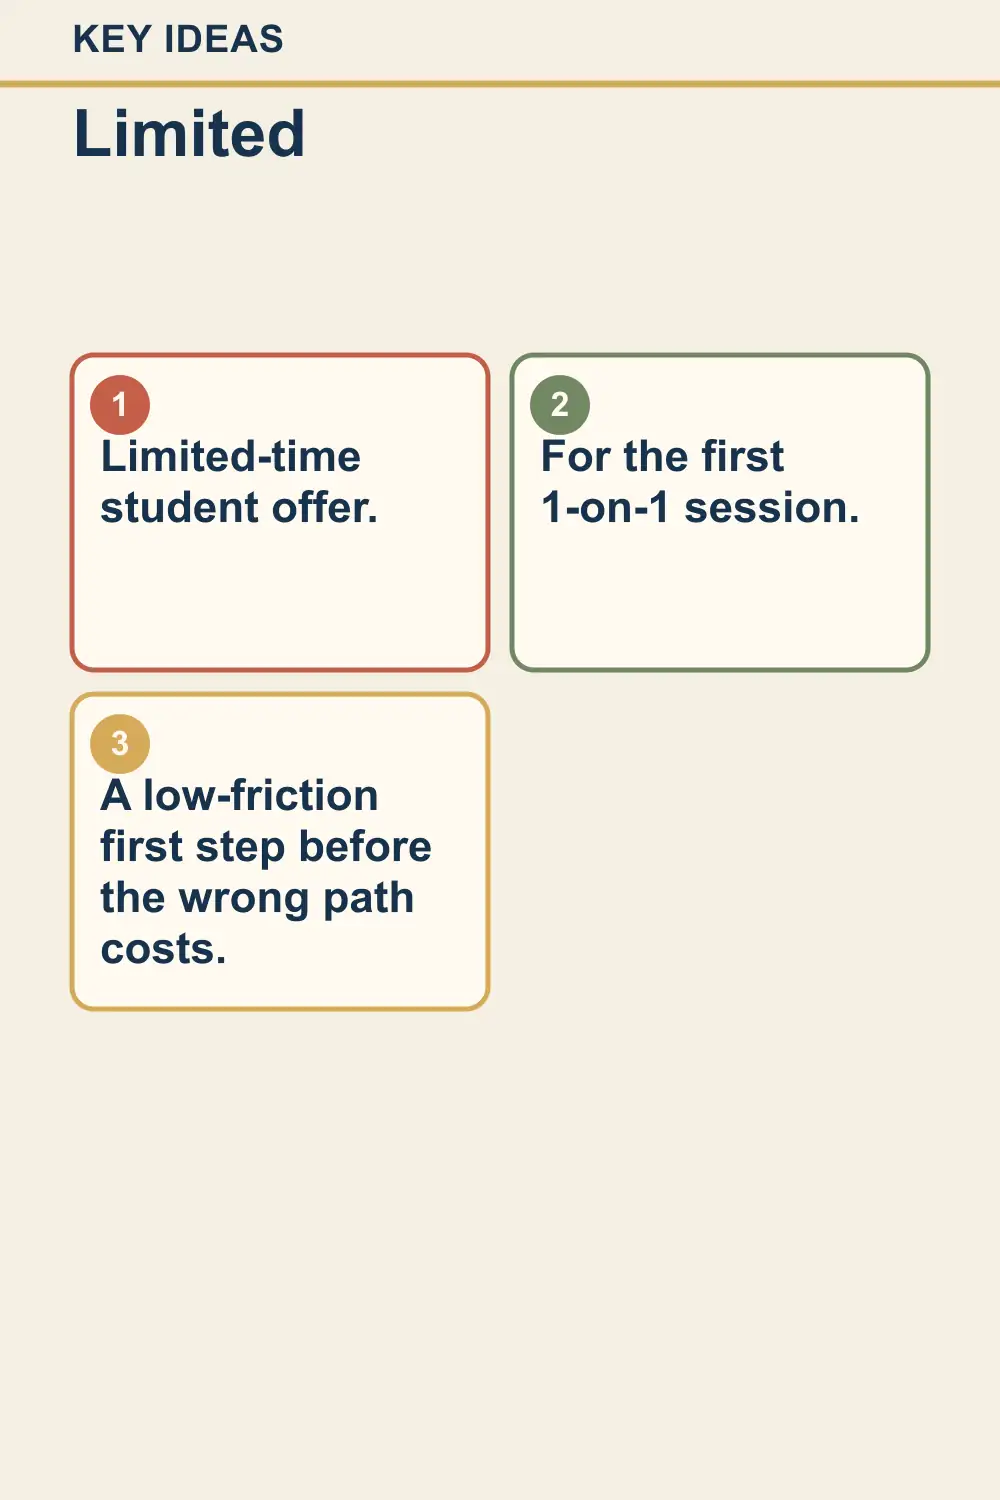 KEY IDEAS
Limited
1
Limited-time
student offer.
2
For the first
1-on-1 session.
3
A low-friction
first step before
the wrong path
costs.